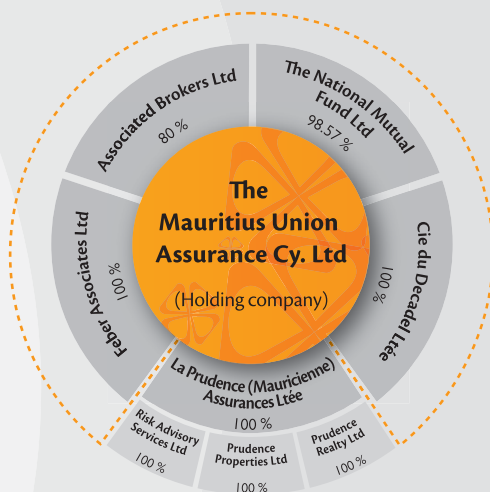 Associated Brokers Ltd
80 %
The National Mutual
Fund Ltd
98.57 %
The
Mauritius Union
Assurance Cy. Ltd
(Holding company)
Feber Associates Ltd
100 %
Cie du Decadel Ltée
100 %
La Prudence (Mauricienne)
Assurances Ltée
100 %
Risk Advisory
Services Ltd
100 %
Prudence
Properties Ltd
100 %
Prudence
Realty Ltd
100 %